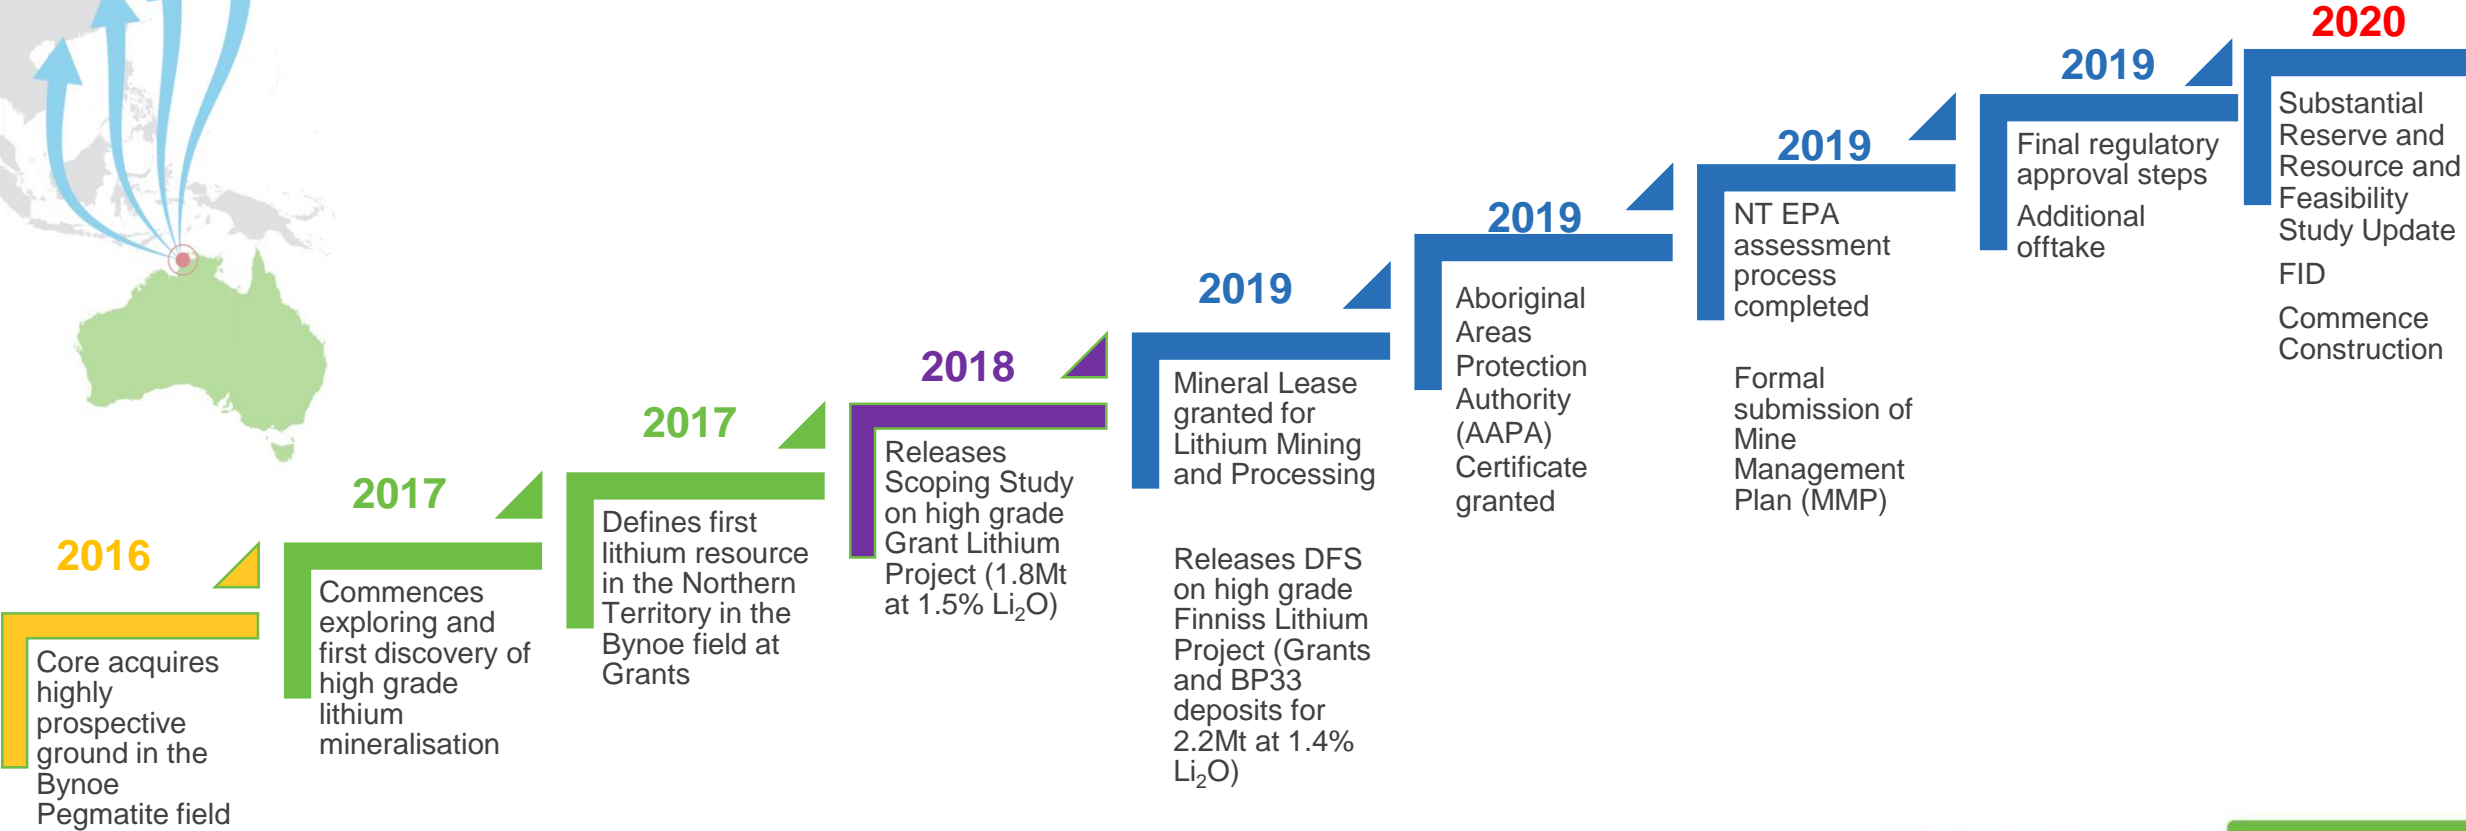 2016
Core acquires
highly
prospective
ground in the
Bynoe
Pegmatite field
2017
Commences
exploring and
first discovery of
high grade
lithium
mineralisation
2017
Defines first
lithium resource
in the Northern
Territory in the
Bynoe field at
Grants
2018
Releases
Scoping Study
on high grade
Grant Lithium
Project (1.8Mt
at 1.5% Li₂O)
2019
Mineral Lease
granted for
Lithium Mining
and Processing
Releases DFS
on high grade
Finniss Lithium
Project (Grants
and BP33
deposits for
2.2Mt at 1.4%
Li₂O)
2019
Aboriginal
Areas
Protection
Authority
(AAPA)
Certificate
granted
2019
NT EPA
assessment
process
completed
Formal
submission of
Mine
Management
Plan (MMP)
2019
Final regulatory
approval steps
Additional
offtake
2020
Substantial
Reserve and
Resource and
Feasibility
Study Update
FID
Commence
Construction